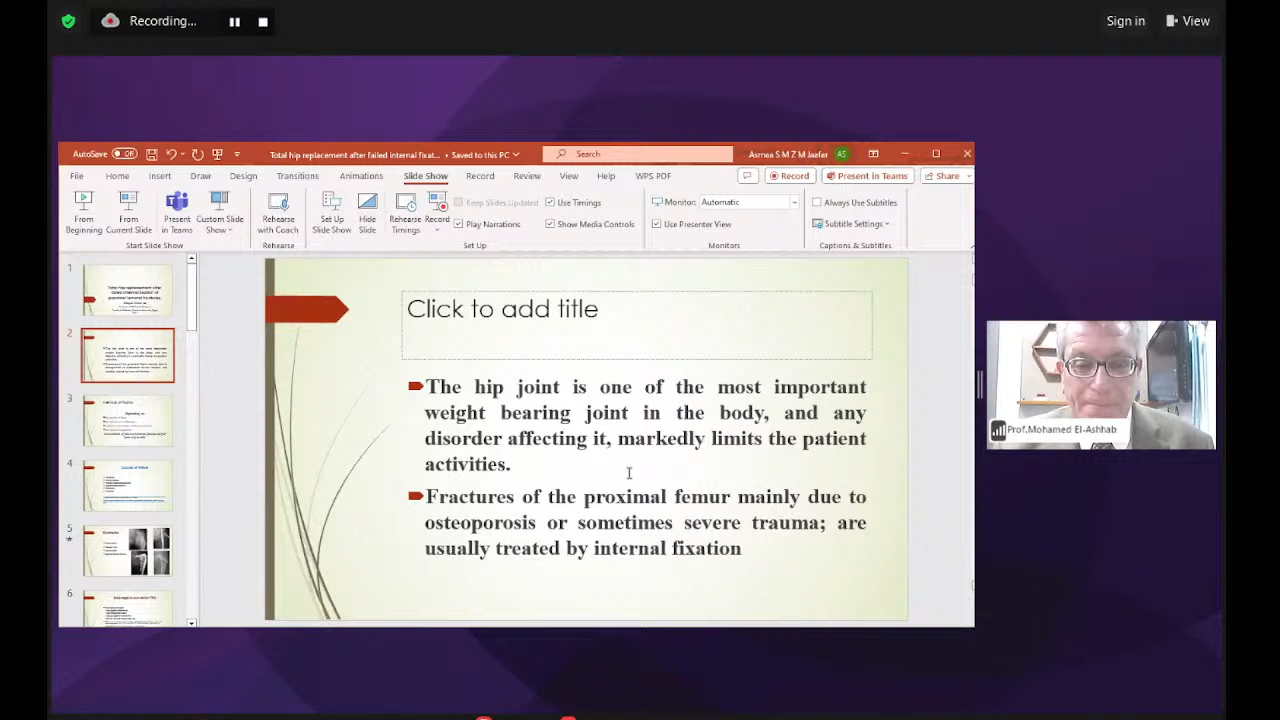 Recording...
Sign in
View
AutoSave Off
Total hip replacement after failed internal fixat... • Saved to this PC
Search
Asmaa S M Z M Jaafar AS
File Home Insert Draw Design Transitions Animations Slide Show Record Review View Help WPS PDF
Record
Present in Teams
Share
From Beginning
From Current Slide
Present in Teams
Custom Slide Show
Start Slide Show
Rehearse with Coach
Rehearse
Set Up Slide Show
Hide Slide
Rehearse Timings
Record
Keep Slides Updated
Use Timings
Play Narrations
Show Media Controls
Set Up
Monitor: Automatic
Use Presenter View
Monitors
Always Use Subtitles
Subtitle Settings
Captions & Subtitles
1
2
3
4
5
6
Click to add title
The hip joint is one of the most important
weight bearing joint in the body, and any
disorder affecting it, markedly limits the patient
activities.
Fractures of the proximal femur mainly due to
osteoporosis or sometimes severe trauma; are
usually treated by internal fixation
Prof.Mohamed El-Ashhab